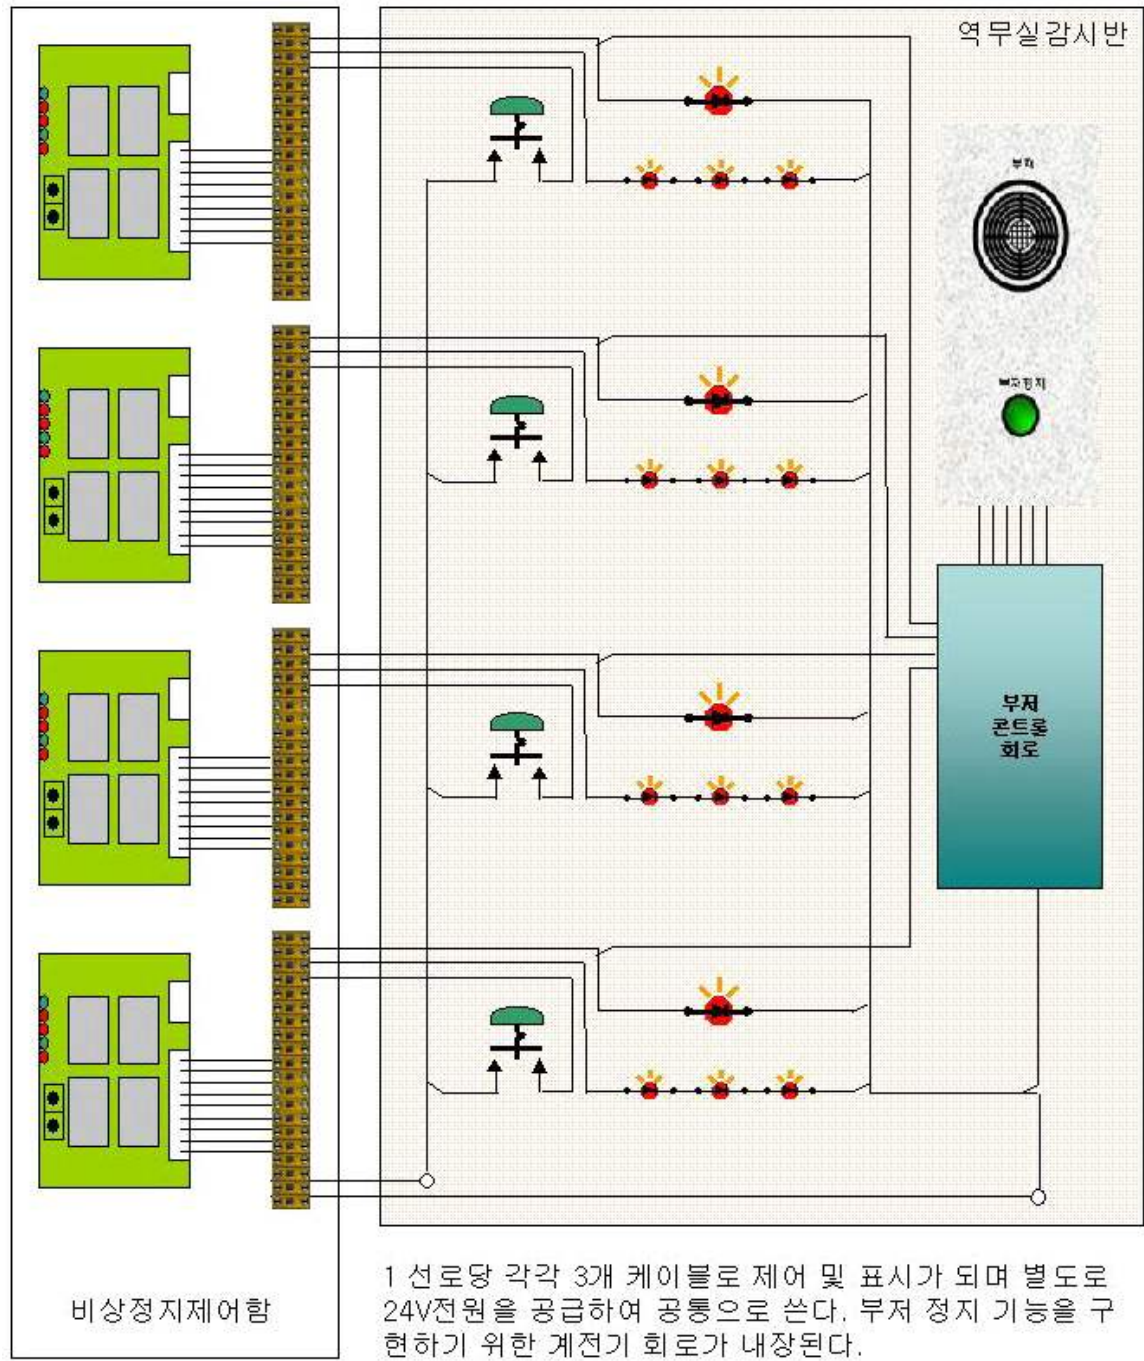 역무실감시반
부저
부저정지
부저
콘트롤
회로
비상정지제어함
1 선로당 각각 3개 케이블로 제어 및 표시가 되며 별도로
24V전원을 공급하여 공통으로 쓴다. 부저 정지 기능을 구
현하기 위한 계전기 회로가 내장된다.